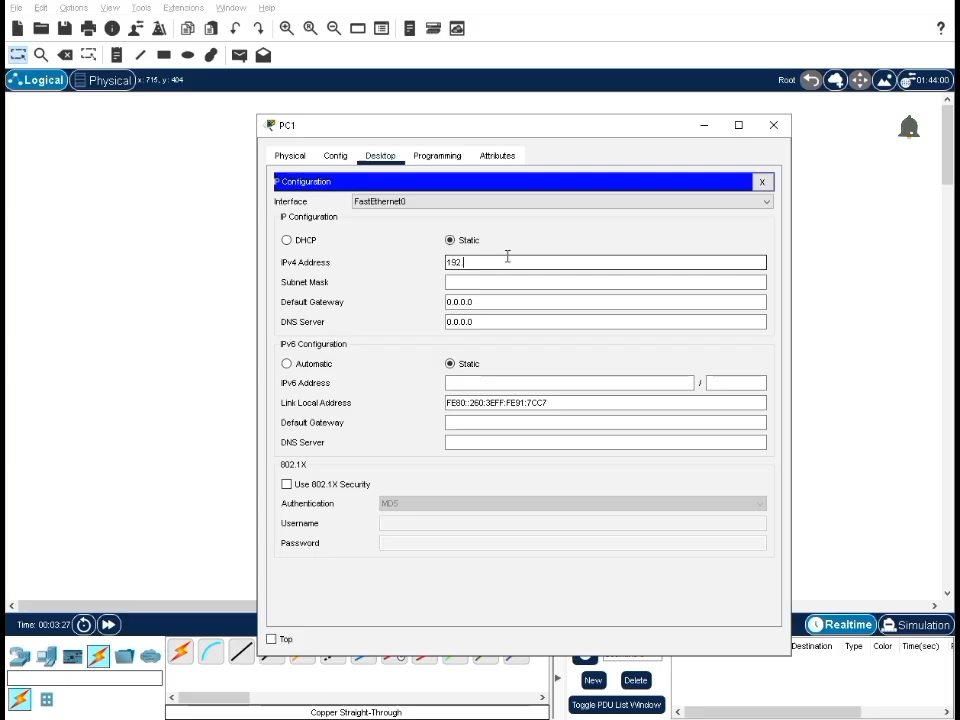 File Edit Options View Tools Extensions Window Help
?
Logical Physical x: 715, y: 404 Root 01:44:00
PC1
Physical Config Desktop Programming Attributes
IP Configuration X
Interface FastEthernet0
IP Configuration
DHCP Static
IPv4 Address 192
Subnet Mask
Default Gateway 0.0.0.0
DNS Server 0.0.0.0
IPv6 Configuration
Automatic Static
IPv6 Address /
Link Local Address FE80::260:3EFF:FE91:7CC7
Default Gateway
DNS Server
802.1X
Use 802.1X Security
Authentication MD5
Username
Password
Top
Time: 00:03:27 Realtime Simulation
Destination Type Color Time(sec)
New Delete
Toggle PDU List Window
Copper Straight-Through